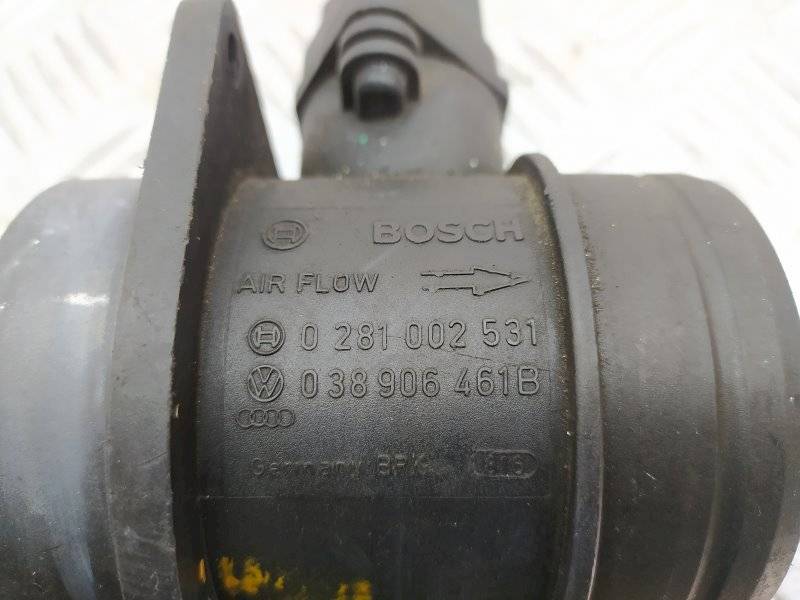 BOSCH
AIR FLOW
0 281 002 531
038 906 461B
Germany